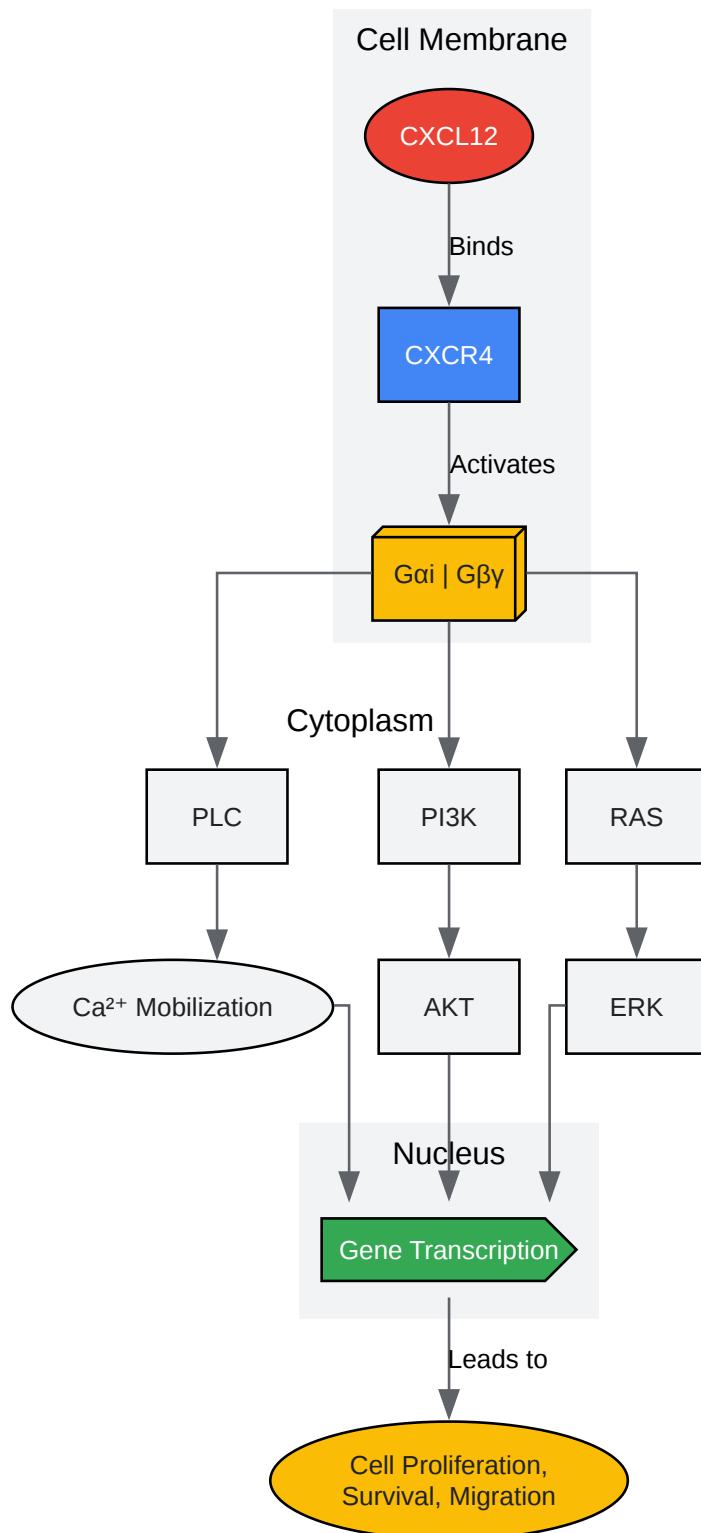 Cell Membrane
CXCL12
Binds
CXCR4
Activates
Gαi | Gβγ
Cytoplasm
PLC
PI3K
RAS
Ca²⁺ Mobilization
AKT
ERK
Nucleus
Gene Transcription
Leads to
Cell Proliferation,
Survival, Migration